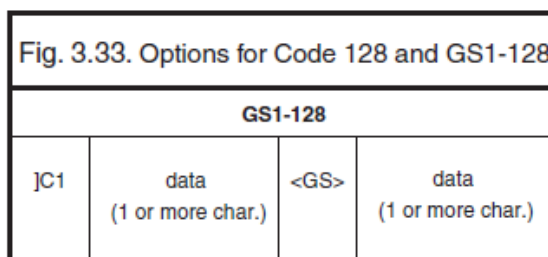 Fig. 3.33. Options for Code 128 and GS1-128
GS1-128
]C1 data <GS> data
(1 or more char.) (1 or more char.)